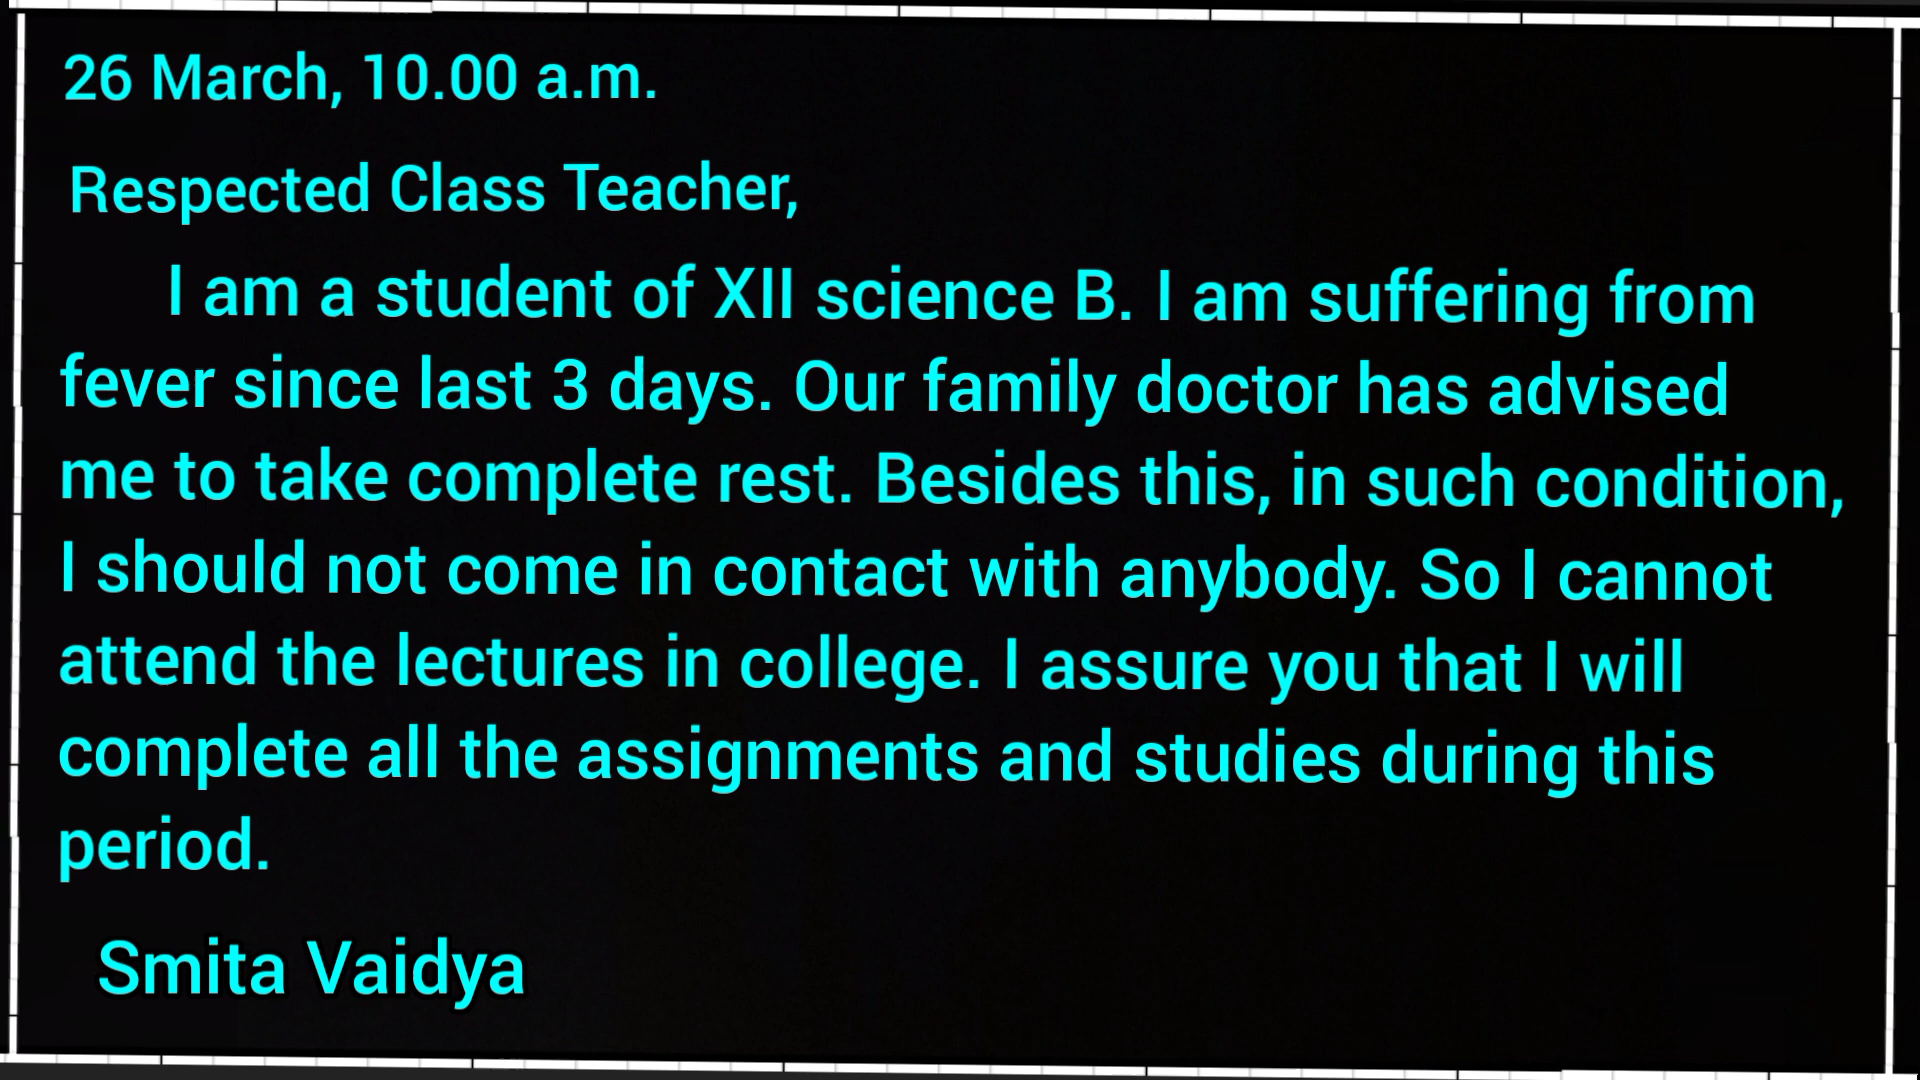 26 March, 10.00 a.m.
Respected Class Teacher,
I am a student of XII science B. I am suffering from
fever since last 3 days. Our family doctor has advised
me to take complete rest. Besides this, in such condition,
I should not come in contact with anybody. So I cannot
attend the lectures in college. I assure you that I will
complete all the assignments and studies during this
period.
Smita Vaidya